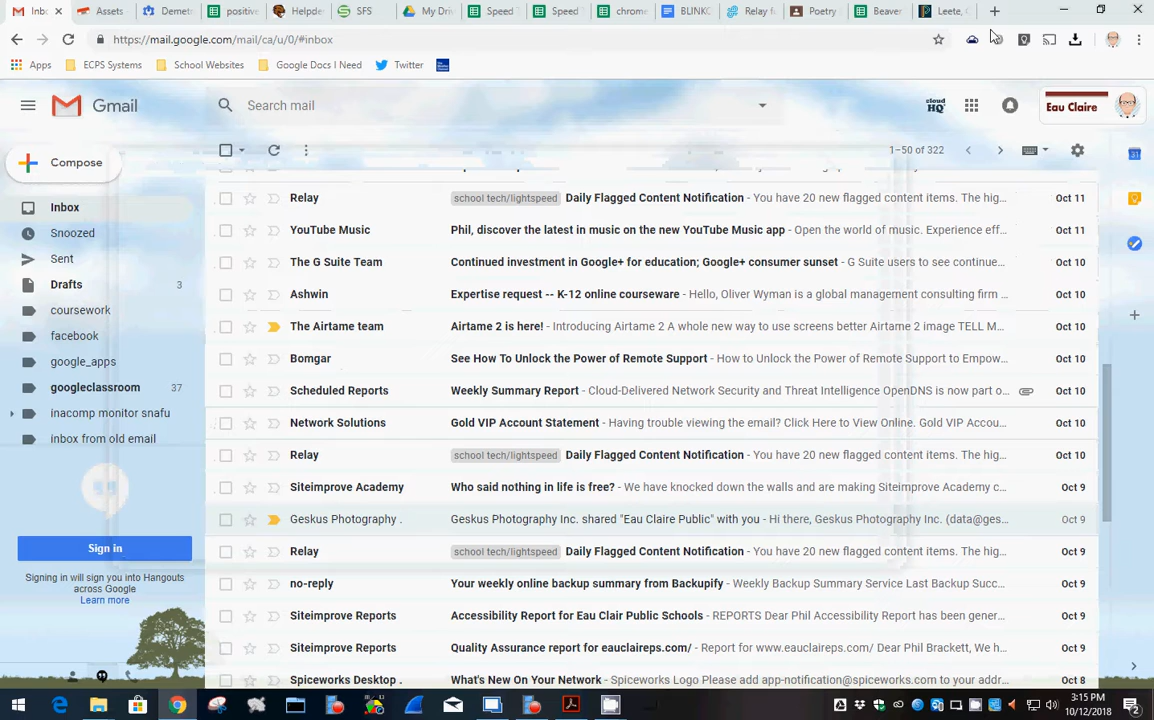 Inbo
Assets
Demet
positive
Helpde
SFS
My Driv
Speed
Speed
chrome
BLINKC
Relay f
Poetry
Beaver
Leete,
https://mail.google.com/mail/ca/u/0/#inbox
Apps
ECPS Systems
School Websites
Google Docs I Need
Twitter
Gmail
Search mail
cloud
HQ
Eau Claire
Compose
1–50 of 322
Inbox
Snoozed
Sent
Drafts 3
coursework
facebook
google_apps
googleclassroom 37
inacomp monitor snafu
inbox from old email
Sign in
Signing in will sign you into Hangouts
across Google
Learn more
Relay school tech/lightspeed Daily Flagged Content Notification - You have 20 new flagged content items. The hig... Oct 11
YouTube Music Phil, discover the latest in music on the new YouTube Music app - Open the world of music. Experience eff... Oct 11
The G Suite Team Continued investment in Google+ for education; Google+ consumer sunset - G Suite users to see continue... Oct 10
Ashwin Expertise request -- K-12 online courseware - Hello, Oliver Wyman is a global management consulting firm ... Oct 10
The Airtame team Airtame 2 is here! - Introducing Airtame 2 A whole new way to use screens better Airtame 2 image TELL M... Oct 10
Bomgar See How To Unlock the Power of Remote Support - How to Unlock the Power of Remote Support to Empow... Oct 10
Scheduled Reports Weekly Summary Report - Cloud-Delivered Network Security and Threat Intelligence OpenDNS is now part o... Oct 10
Network Solutions Gold VIP Account Statement - Having trouble viewing the email? Click Here to View Online. Gold VIP Accou... Oct 10
Relay school tech/lightspeed Daily Flagged Content Notification - You have 20 new flagged content items. The hig... Oct 10
Siteimprove Academy Who said nothing in life is free? - We have knocked down the walls and are making Siteimprove Academy c... Oct 9
Geskus Photography . Geskus Photography Inc. shared "Eau Claire Public" with you - Hi there, Geskus Photography Inc. (data@ges... Oct 9
Relay school tech/lightspeed Daily Flagged Content Notification - You have 20 new flagged content items. The hig... Oct 9
no-reply Your weekly online backup summary from Backupify - Weekly Backup Summary Service Last Backup Succ... Oct 9
Siteimprove Reports Accessibility Report for Eau Clair Public Schools - REPORTS Dear Phil Accessibility Report has been gener... Oct 9
Siteimprove Reports Quality Assurance report for eauclaireps.com/ - Report for www.eauclaireps.com/ Dear Phil Brackett, We h... Oct 9
Spiceworks Desktop . What's New On Your Network - Spiceworks Logo Please add app-notification@spiceworks.com to your addr... Oct 8
3:15 PM
10/12/2018
2